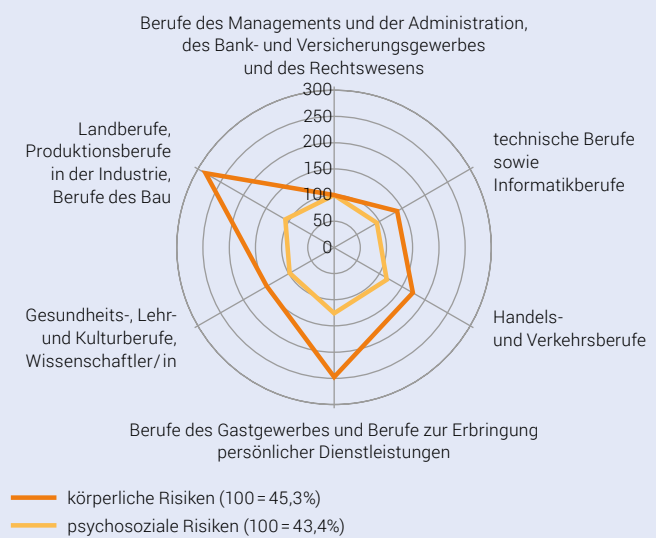 Berufe des Managements und der Administration,
des Bank- und Versicherungsgewerbes
und des Rechtswesens
300
250
200
150
100
50
0
technische Berufe
sowie
Informatikberufe
Handels-
und Verkehrsberufe
Berufe des Gastgewerbes und Berufe zur Erbringung
persönlicher Dienstleistungen
Gesundheits-, Lehr-
und Kulturberufe,
Wissenschaftler/in
Landberufe,
Produktionsberufe
in der Industrie,
Berufe des Bau
körperliche Risiken (100 = 45,3%)
psychosoziale Risiken (100 = 43,4%)